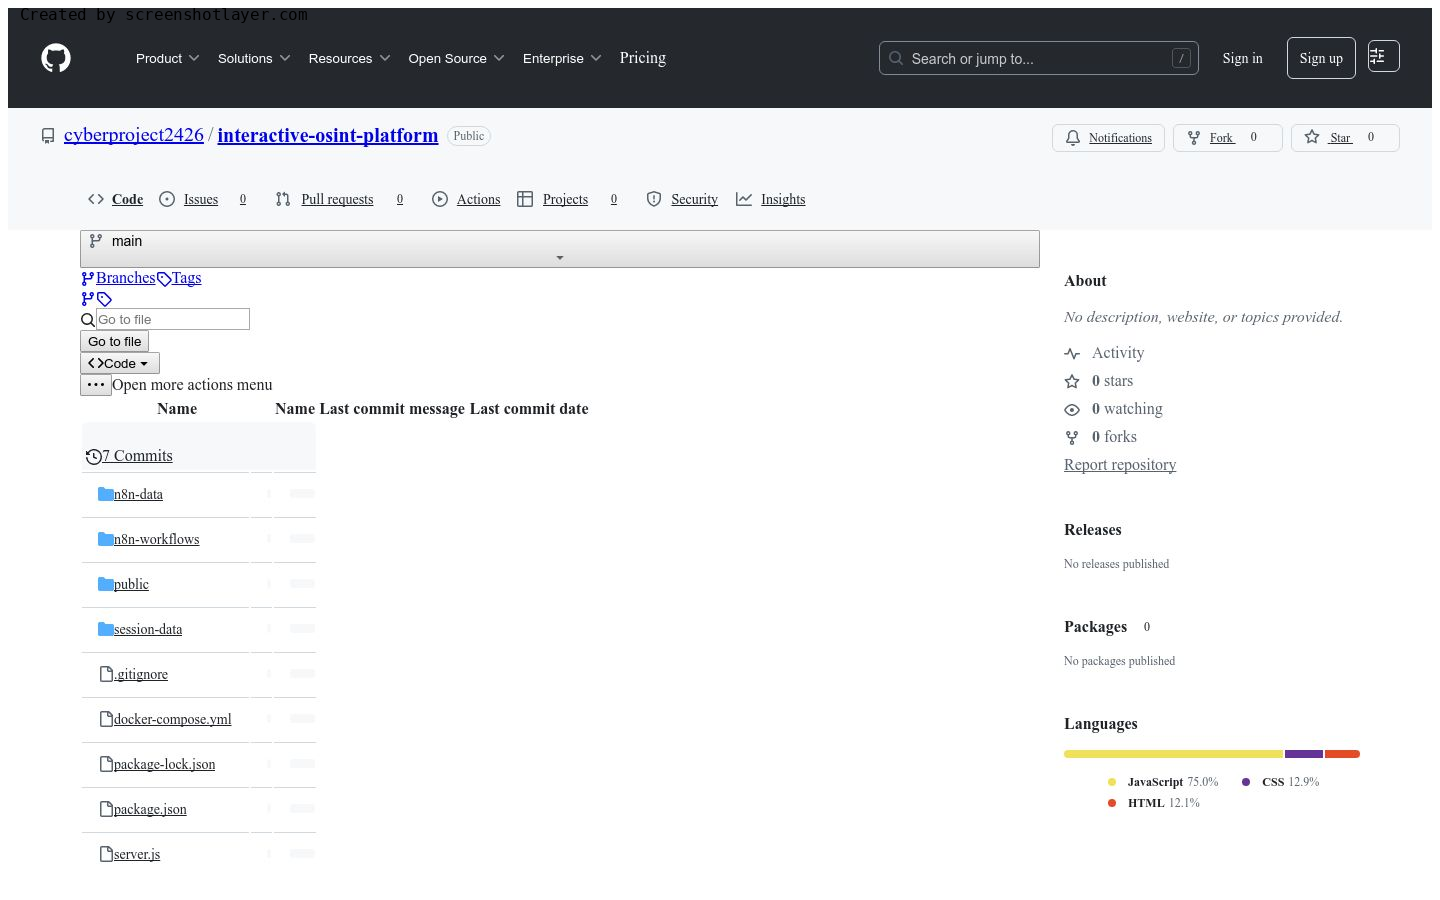 Created by screenshotlayer.com
Product Solutions Resources Open Source Enterprise Pricing Search or jump to... / Sign in Sign up
cyberproject2426 / interactive-osint-platform Public Notifications Fork 0 Star 0
Code Issues 0 Pull requests 0 Actions Projects 0 Security Insights
main
Branches Tags
Go to file
Go to file
Code
Open more actions menu
Name Name Last commit message Last commit date
7 Commits
n8n-data
n8n-workflows
public
session-data
.gitignore
docker-compose.yml
package-lock.json
package.json
server.js
About
No description, website, or topics provided.
Activity
0 stars
0 watching
0 forks
Report repository
Releases
No releases published
Packages 0
No packages published
Languages
JavaScript 75.0% CSS 12.9%
HTML 12.1%